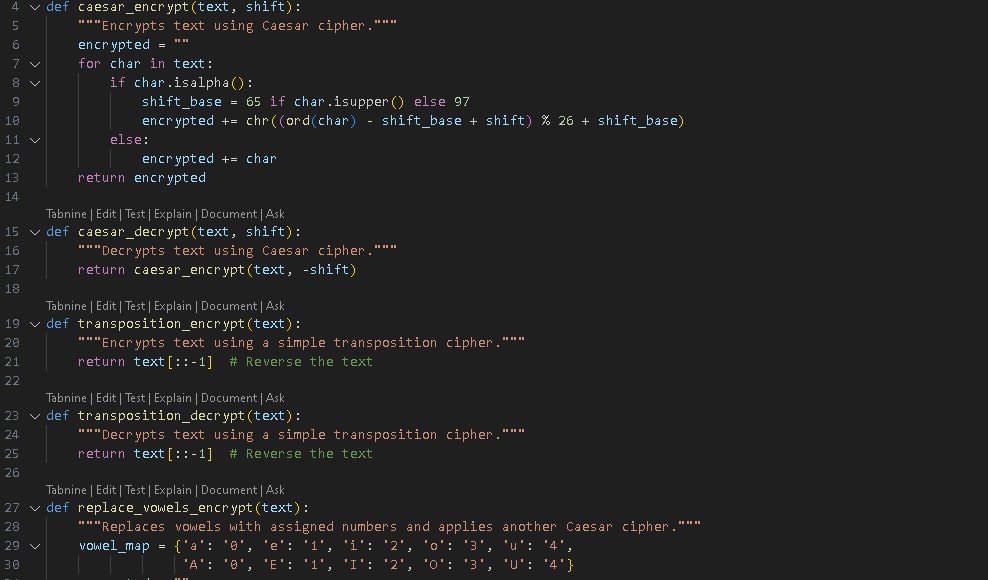 4 def caesar_encrypt(text, shift):
5     """Encrypts text using Caesar cipher."""
6     encrypted = ""
7     for char in text:
8         if char.isalpha():
9             shift_base = 65 if char.isupper() else 97
10             encrypted += chr((ord(char) - shift_base + shift) % 26 + shift_base)
11         else:
12             encrypted += char
13     return encrypted
14
Tabnine | Edit | Test | Explain | Document | Ask
15 def caesar_decrypt(text, shift):
16     """Decrypts text using Caesar cipher."""
17     return caesar_encrypt(text, -shift)
18
Tabnine | Edit | Test | Explain | Document | Ask
19 def transposition_encrypt(text):
20     """Encrypts text using a simple transposition cipher."""
21     return text[::-1]  # Reverse the text
22
Tabnine | Edit | Test | Explain | Document | Ask
23 def transposition_decrypt(text):
24     """Decrypts text using a simple transposition cipher."""
25     return text[::-1]  # Reverse the text
26
Tabnine | Edit | Test | Explain | Document | Ask
27 def replace_vowels_encrypt(text):
28     """Replaces vowels with assigned numbers and applies another Caesar cipher."""
29     vowel_map = {'a': '0', 'e': '1', 'i': '2', 'o': '3', 'u': '4',
30                  'A': '0', 'E': '1', 'I': '2', 'O': '3', 'U': '4'}